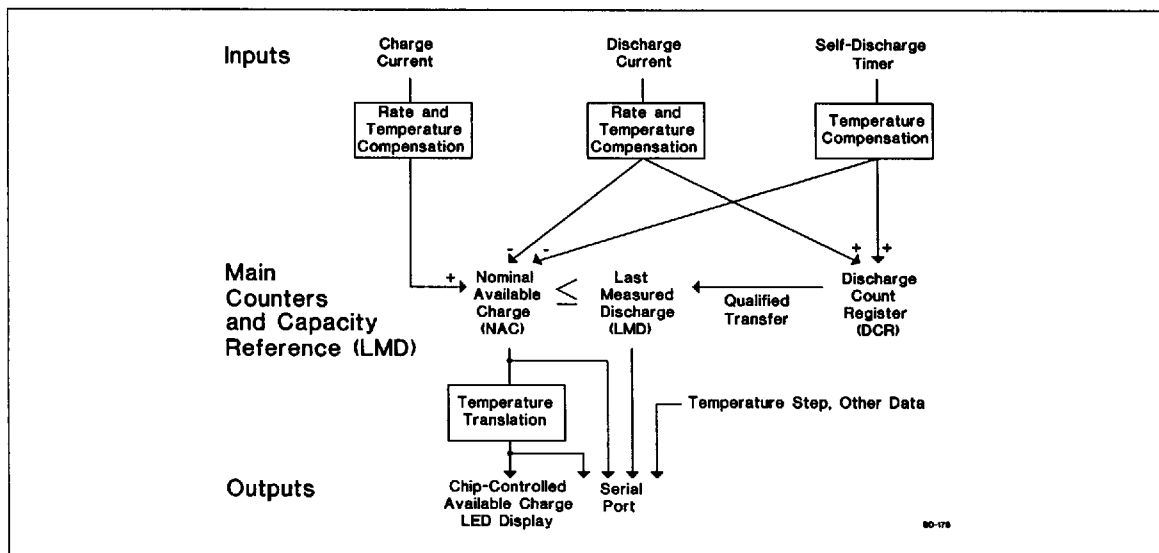 Inputs
Charge
Current
Discharge
Current
Self-Discharge
Timer
Rate and
Temperature
Compensation
Rate and
Temperature
Compensation
Temperature
Compensation
- -
+ +
+
Main
Counters
and Capacity
Reference (LMD)
Nominal
Available
Charge
(NAC)
≤
Last
Measured
Discharge
(LMD)
Qualified
Transfer
Discharge
Count
Register
(DCR)
Temperature
Translation
Temperature Step, Other Data
Outputs
Chip-Controlled
Available Charge
LED Display
Serial
Port
BD-178